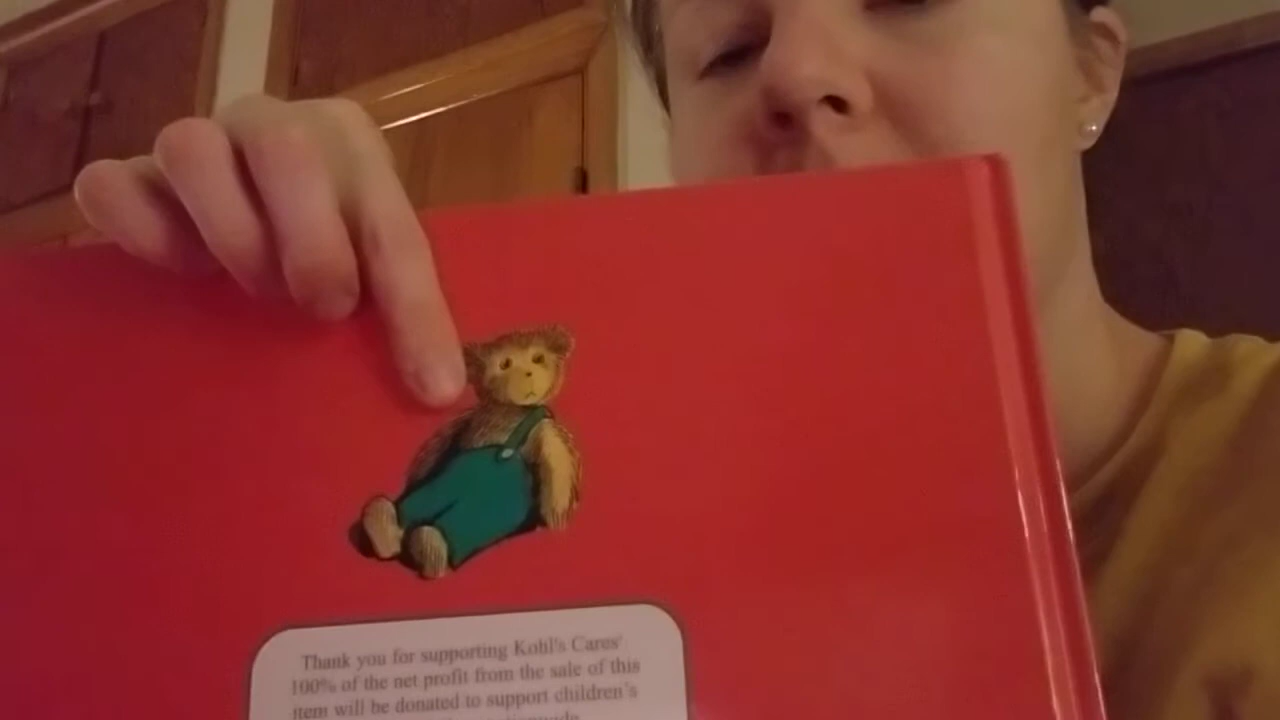 Thank you for supporting Kohl's Cares®
100% of the net profit from the sale of this
item will be donated to support children's
nationwide